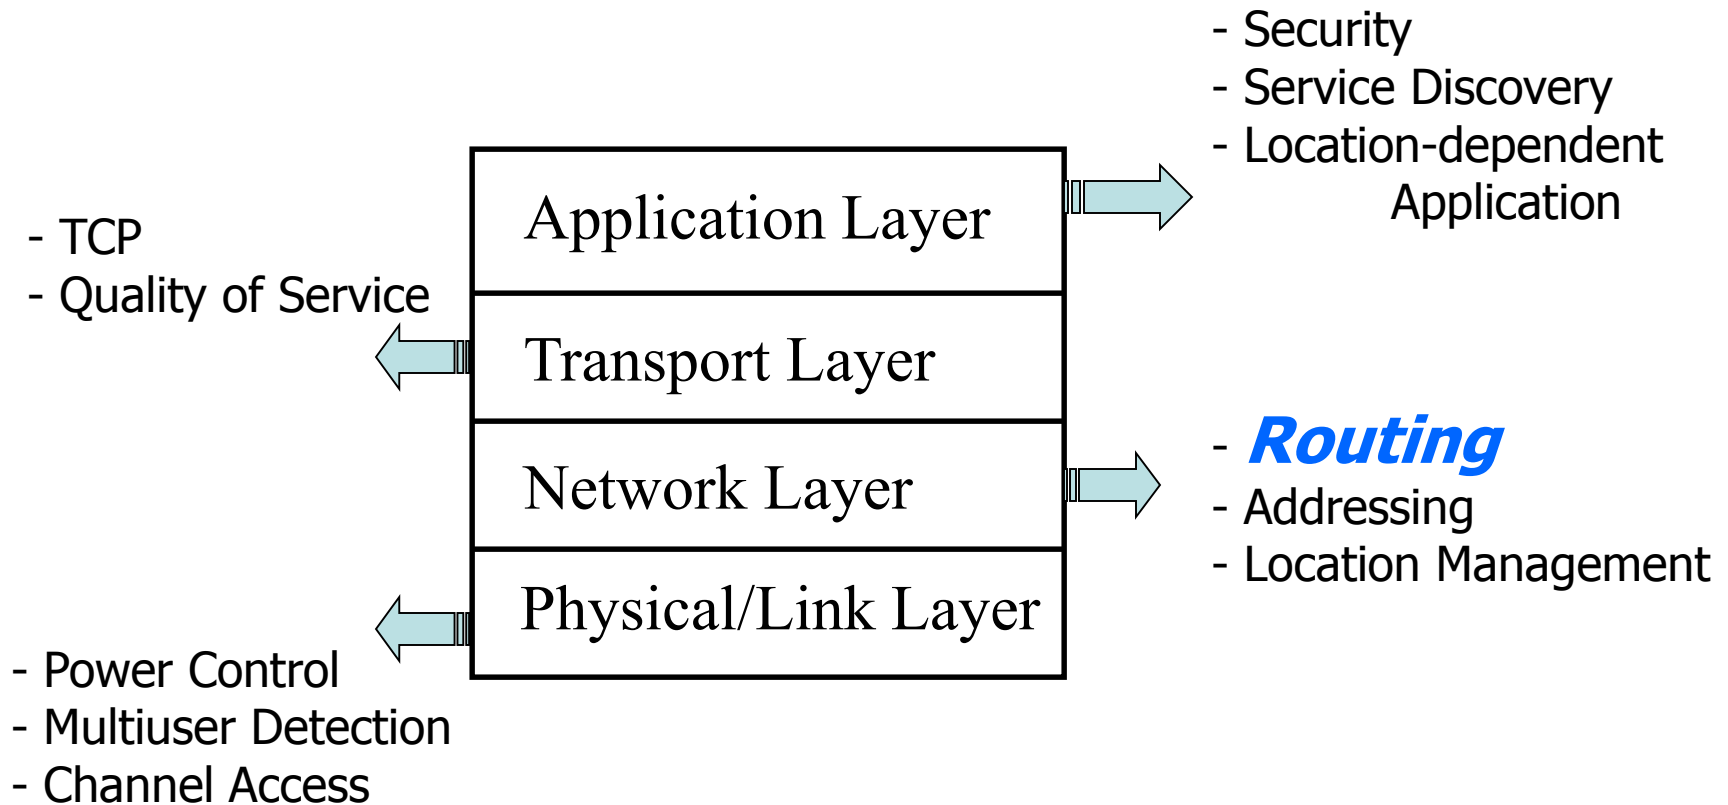 - Security
- Service Discovery
- Location-dependent
Application
Application Layer
- TCP
- Quality of Service
Transport Layer
Network Layer
- Routing
- Addressing
- Location Management
Physical/Link Layer
- Power Control
- Multiuser Detection
- Channel Access